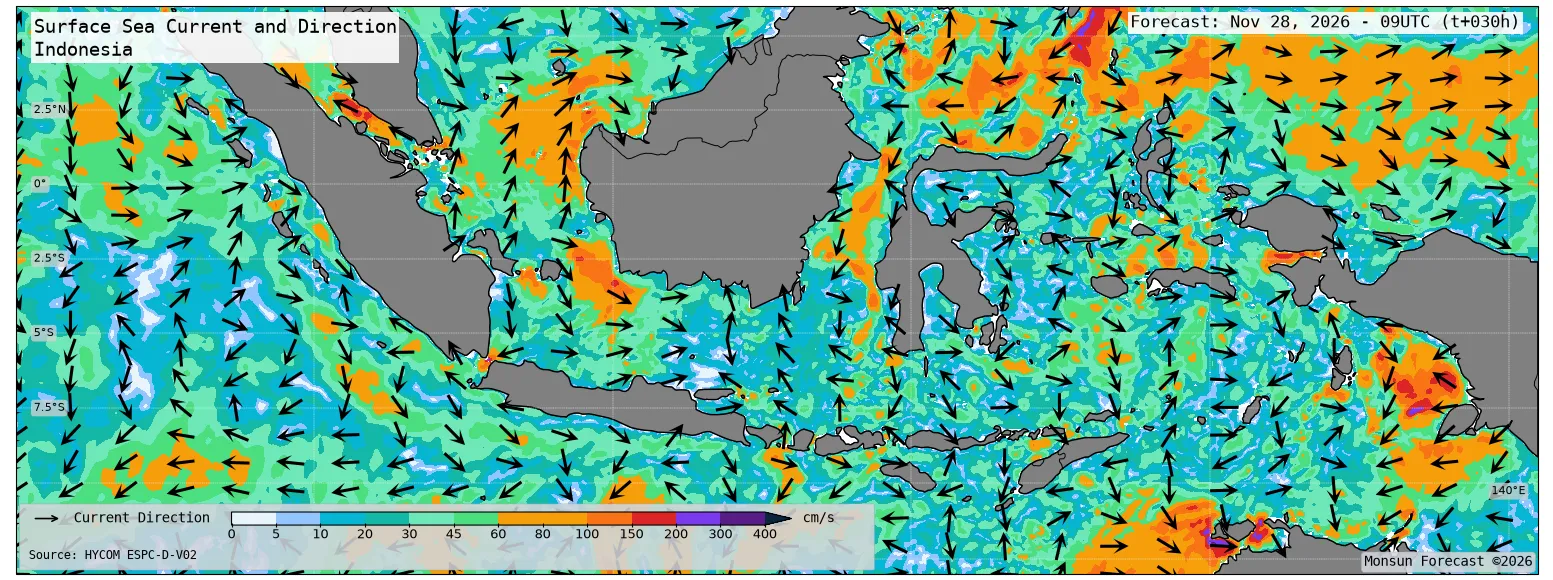 Surface Sea Current and Direction
Indonesia
Forecast: Nov 28, 2026 - 09UTC (t+030h)
2.5°N
0°
2.5°S
5°S
7.5°S
140°E
Current Direction
0 5 10 20 30 45 60 80 100 150 200 300 400 cm/s
Source: HYCOM ESPC-D-V02
Monsun Forecast ©2026